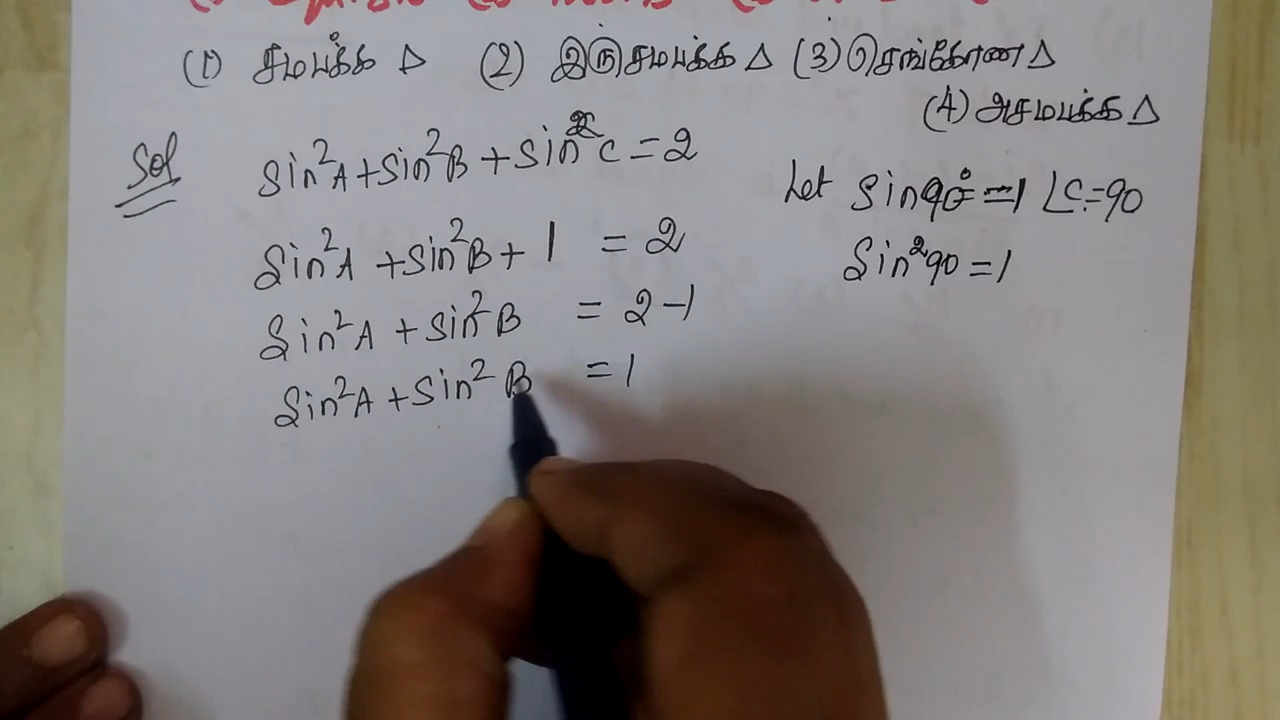 (1) சமபக்க Δ (2) இருசமபக்க Δ (3) செங்கோண Δ
(4) அசமபக்க Δ
Sol
Sin²A + Sin²B + Sin²C = 2
Let Sin90° = 1 ∠C = 90
Sin²A + Sin²B + 1 = 2
Sin²90 = 1
Sin²A + Sin²B = 2 - 1
Sin²A + Sin²B = 1